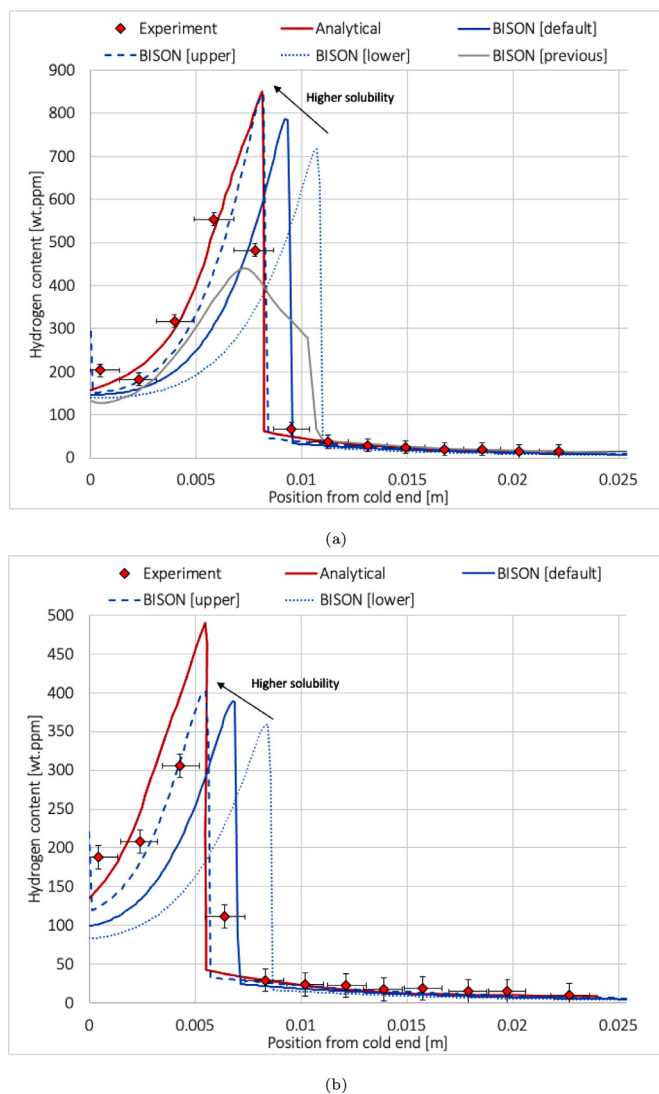 Experiment Analytical BISON [default]
BISON [upper] BISON [lower] BISON [previous]
900
800
700
600
500
400
300
200
100
0
Hydrogen content [wt.ppm]
Higher solubility
0 0.005 0.01 0.015 0.02 0.025
Position from cold end [m]
(a)
Experiment Analytical BISON [default]
BISON [upper] BISON [lower]
500
450
400
350
300
250
200
150
100
50
0
Hydrogen content [wt.ppm]
Higher solubility
0 0.005 0.01 0.015 0.02 0.025
Position from cold end [m]
(b)